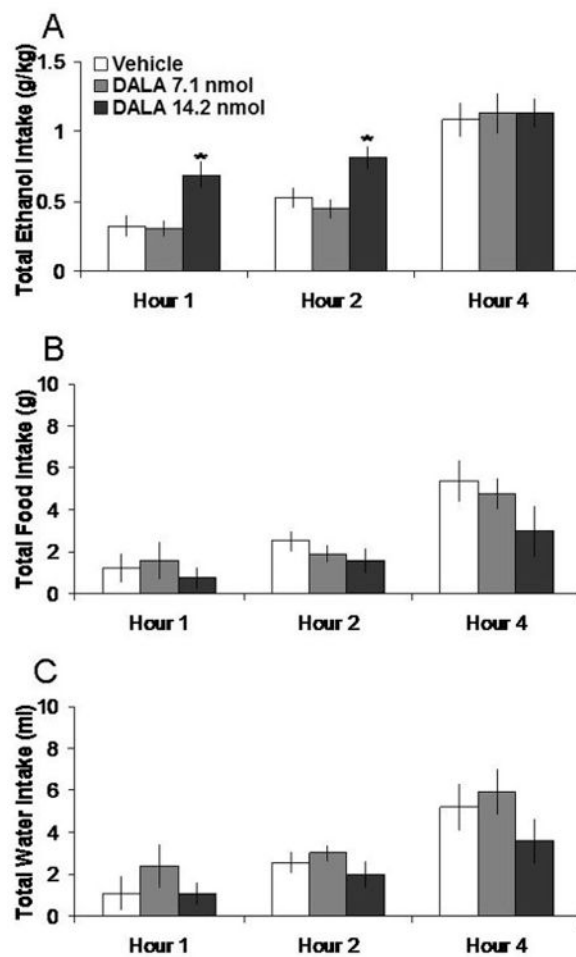 A
Total Ethanol Intake (g/kg)
1.5
1
0.5
0
Vehicle
DALA 7.1 nmol
DALA 14.2 nmol
*
*
Hour 1 Hour 2 Hour 4
B
Total Food Intake (g)
10
8
6
4
2
0
Hour 1 Hour 2 Hour 4
C
Total Water Intake (ml)
10
8
6
4
2
0
Hour 1 Hour 2 Hour 4